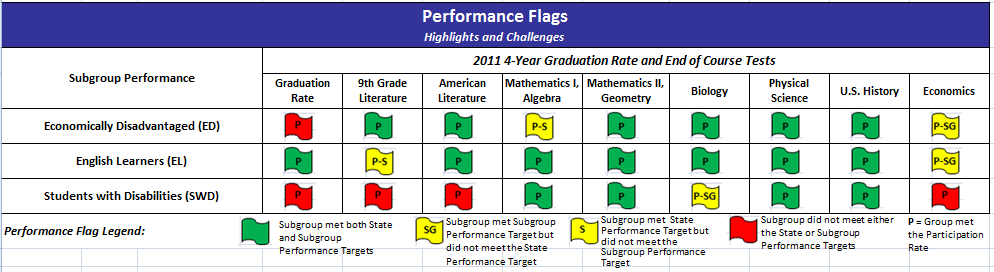 Performance Flags
Highlights and Challenges
Subgroup Performance
2011 4-Year Graduation Rate and End of Course Tests
Graduation Rate
9th Grade Literature
American Literature
Mathematics I, Algebra
Mathematics II, Geometry
Biology
Physical Science
U.S. History
Economics
Economically Disadvantaged (ED) P P P P-S P P P P P-SG
English Learners (EL) P P-S P P P P P P P-SG
Students with Disabilities (SWD) P P P P P P-SG P P P
Performance Flag Legend:
Subgroup met both State
and Subgroup
Performance Targets
SG
Subgroup met Subgroup
Performance Target but
did not meet the State
Performance Target
S
Subgroup met State
Performance Target but
did not meet the
Subgroup Performance
Target
Subgroup did not meet either
the State or Subgroup
Performance Targets
P = Group met
the Participation
Rate